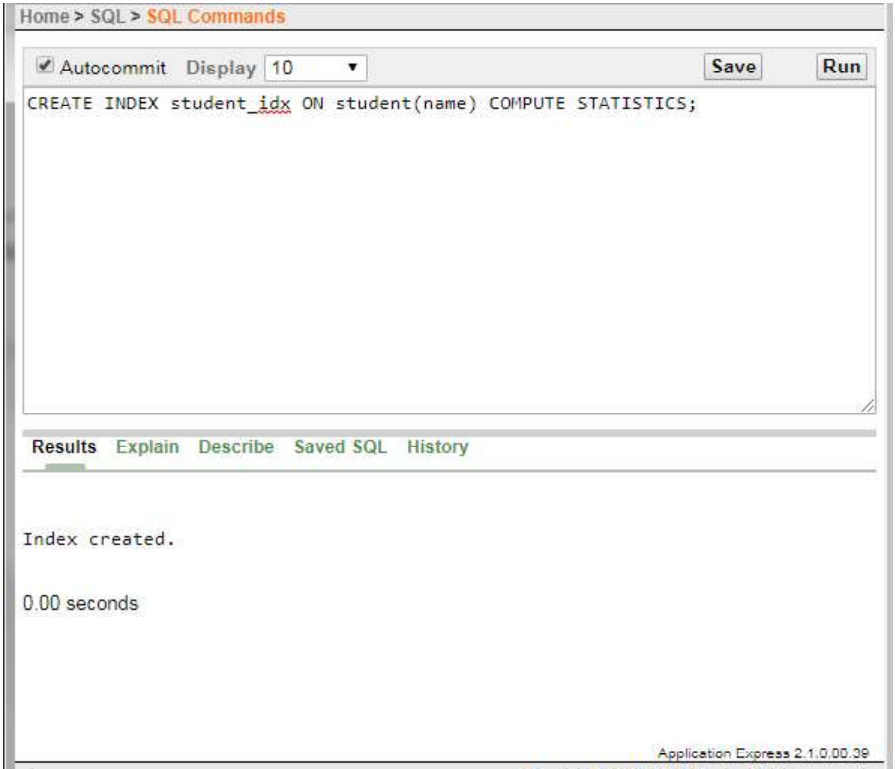 Home > SQL > SQL Commands
Autocommit Display 10 Save Run
CREATE INDEX student_idx ON student(name) COMPUTE STATISTICS;
Results Explain Describe Saved SQL History
Index created.
0.00 seconds
Application Express 2.1.0.00.39